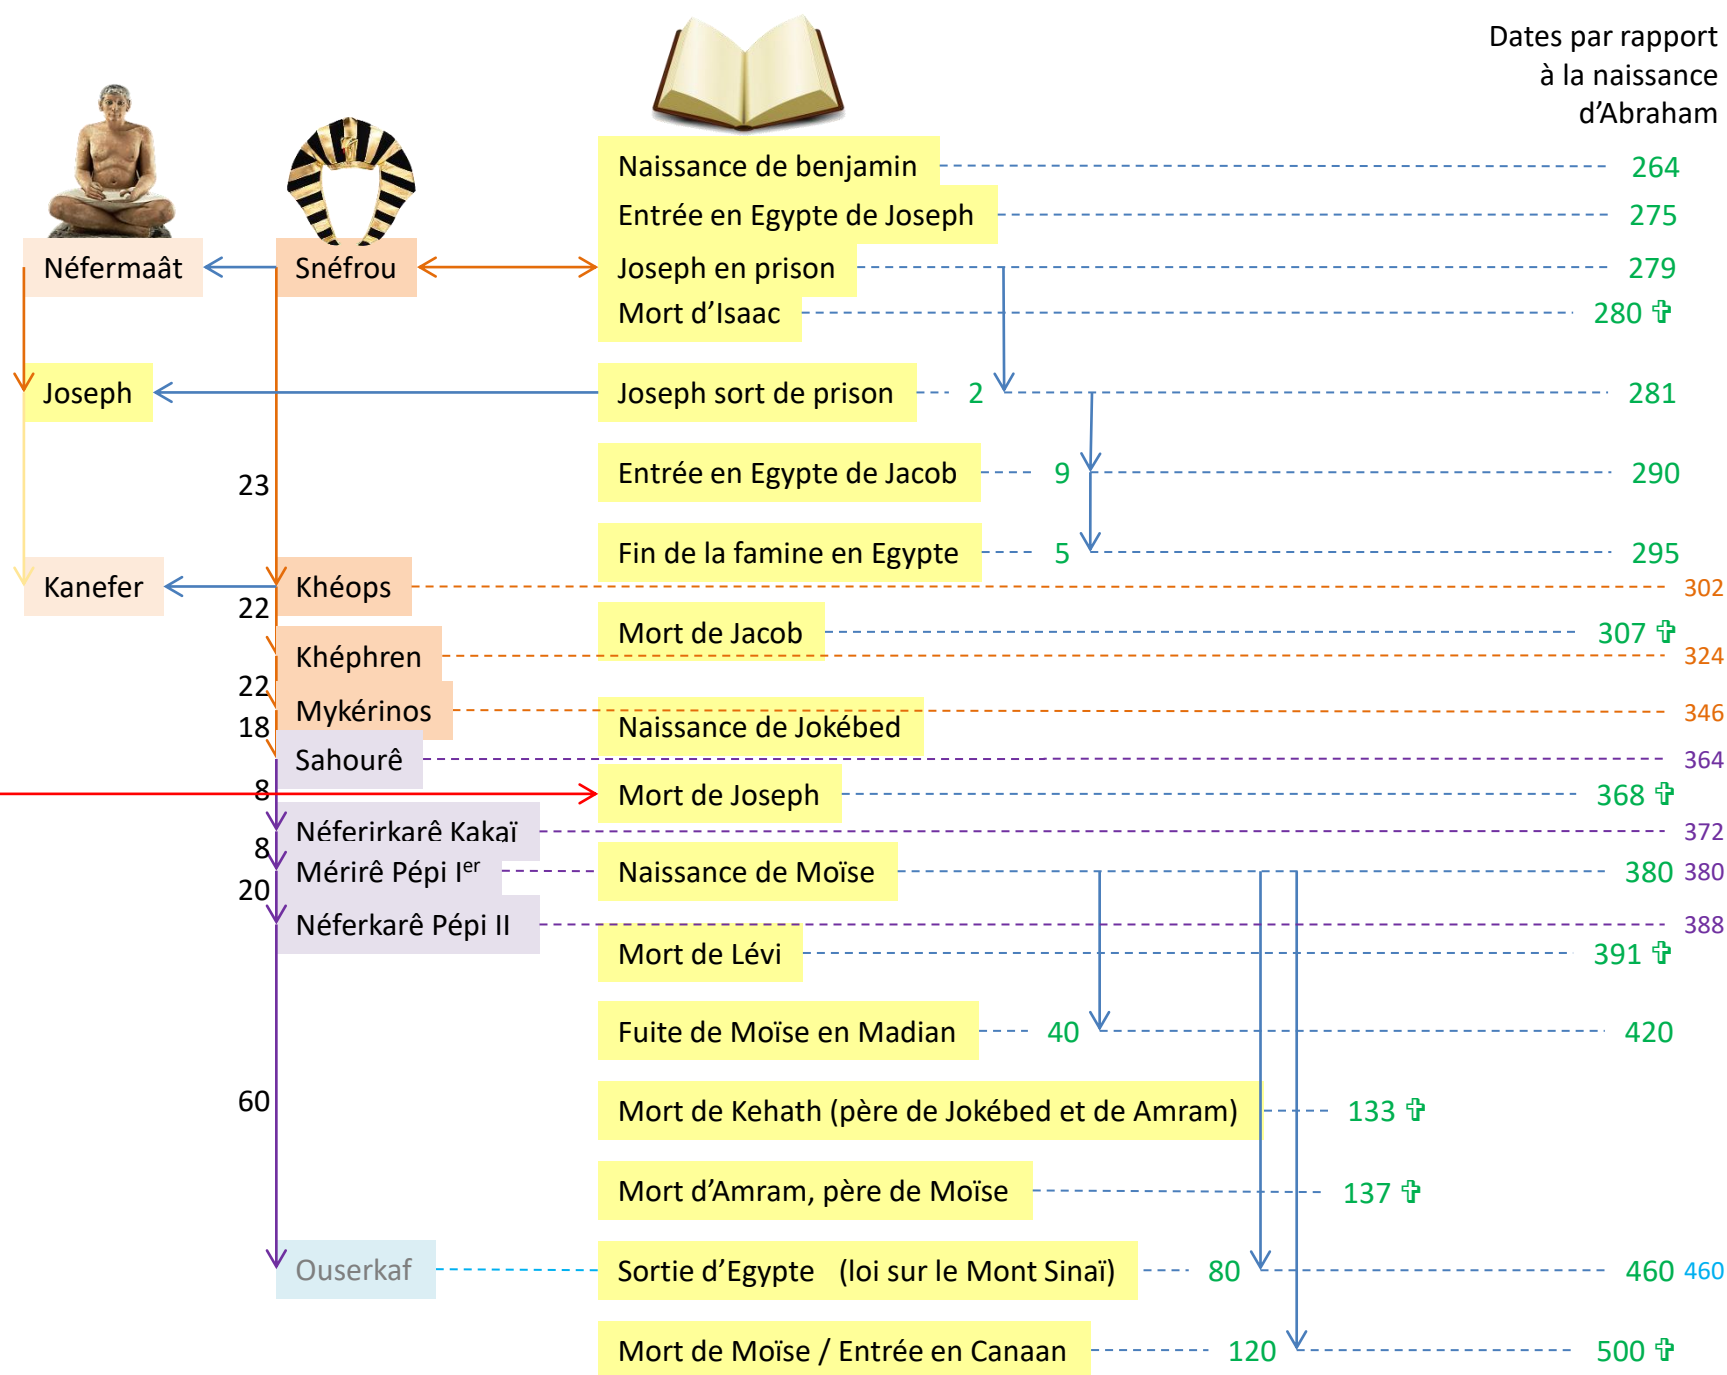 Dates par rapport
à la naissance
d'Abraham
Naissance de benjamin 264
Entrée en Egypte de Joseph 275
Néfermaât Snéfrou Joseph en prison 279
Mort d'Isaac 280 ✞
Joseph Joseph sort de prison 2 281
Entrée en Egypte de Jacob 9 290
23
Fin de la famine en Egypte 5 295
Kanefer Khéops 302
22
Mort de Jacob 307 ✞
Khéphren 324
22
Mykérinos 346
18 Naissance de Jokébed
Sahourê 364
8 Mort de Joseph 368 ✞
Néferirkarê Kakaï 372
8
Mérirê Pépi Ier Naissance de Moïse 380 380
20
Néferkarê Pépi II 388
Mort de Lévi 391 ✞
Fuite de Moïse en Madian 40 420
60 Mort de Kehath (père de Jokébed et de Amram) 133 ✞
Mort d'Amram, père de Moïse 137 ✞
Ouserkaf Sortie d'Egypte (loi sur le Mont Sinaï) 80 460 460
Mort de Moïse / Entrée en Canaan 120 500 ✞